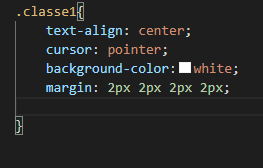 .classe1{
text-align: center;
cursor: pointer;
background-color: white;
margin: 2px 2px 2px 2px;
}